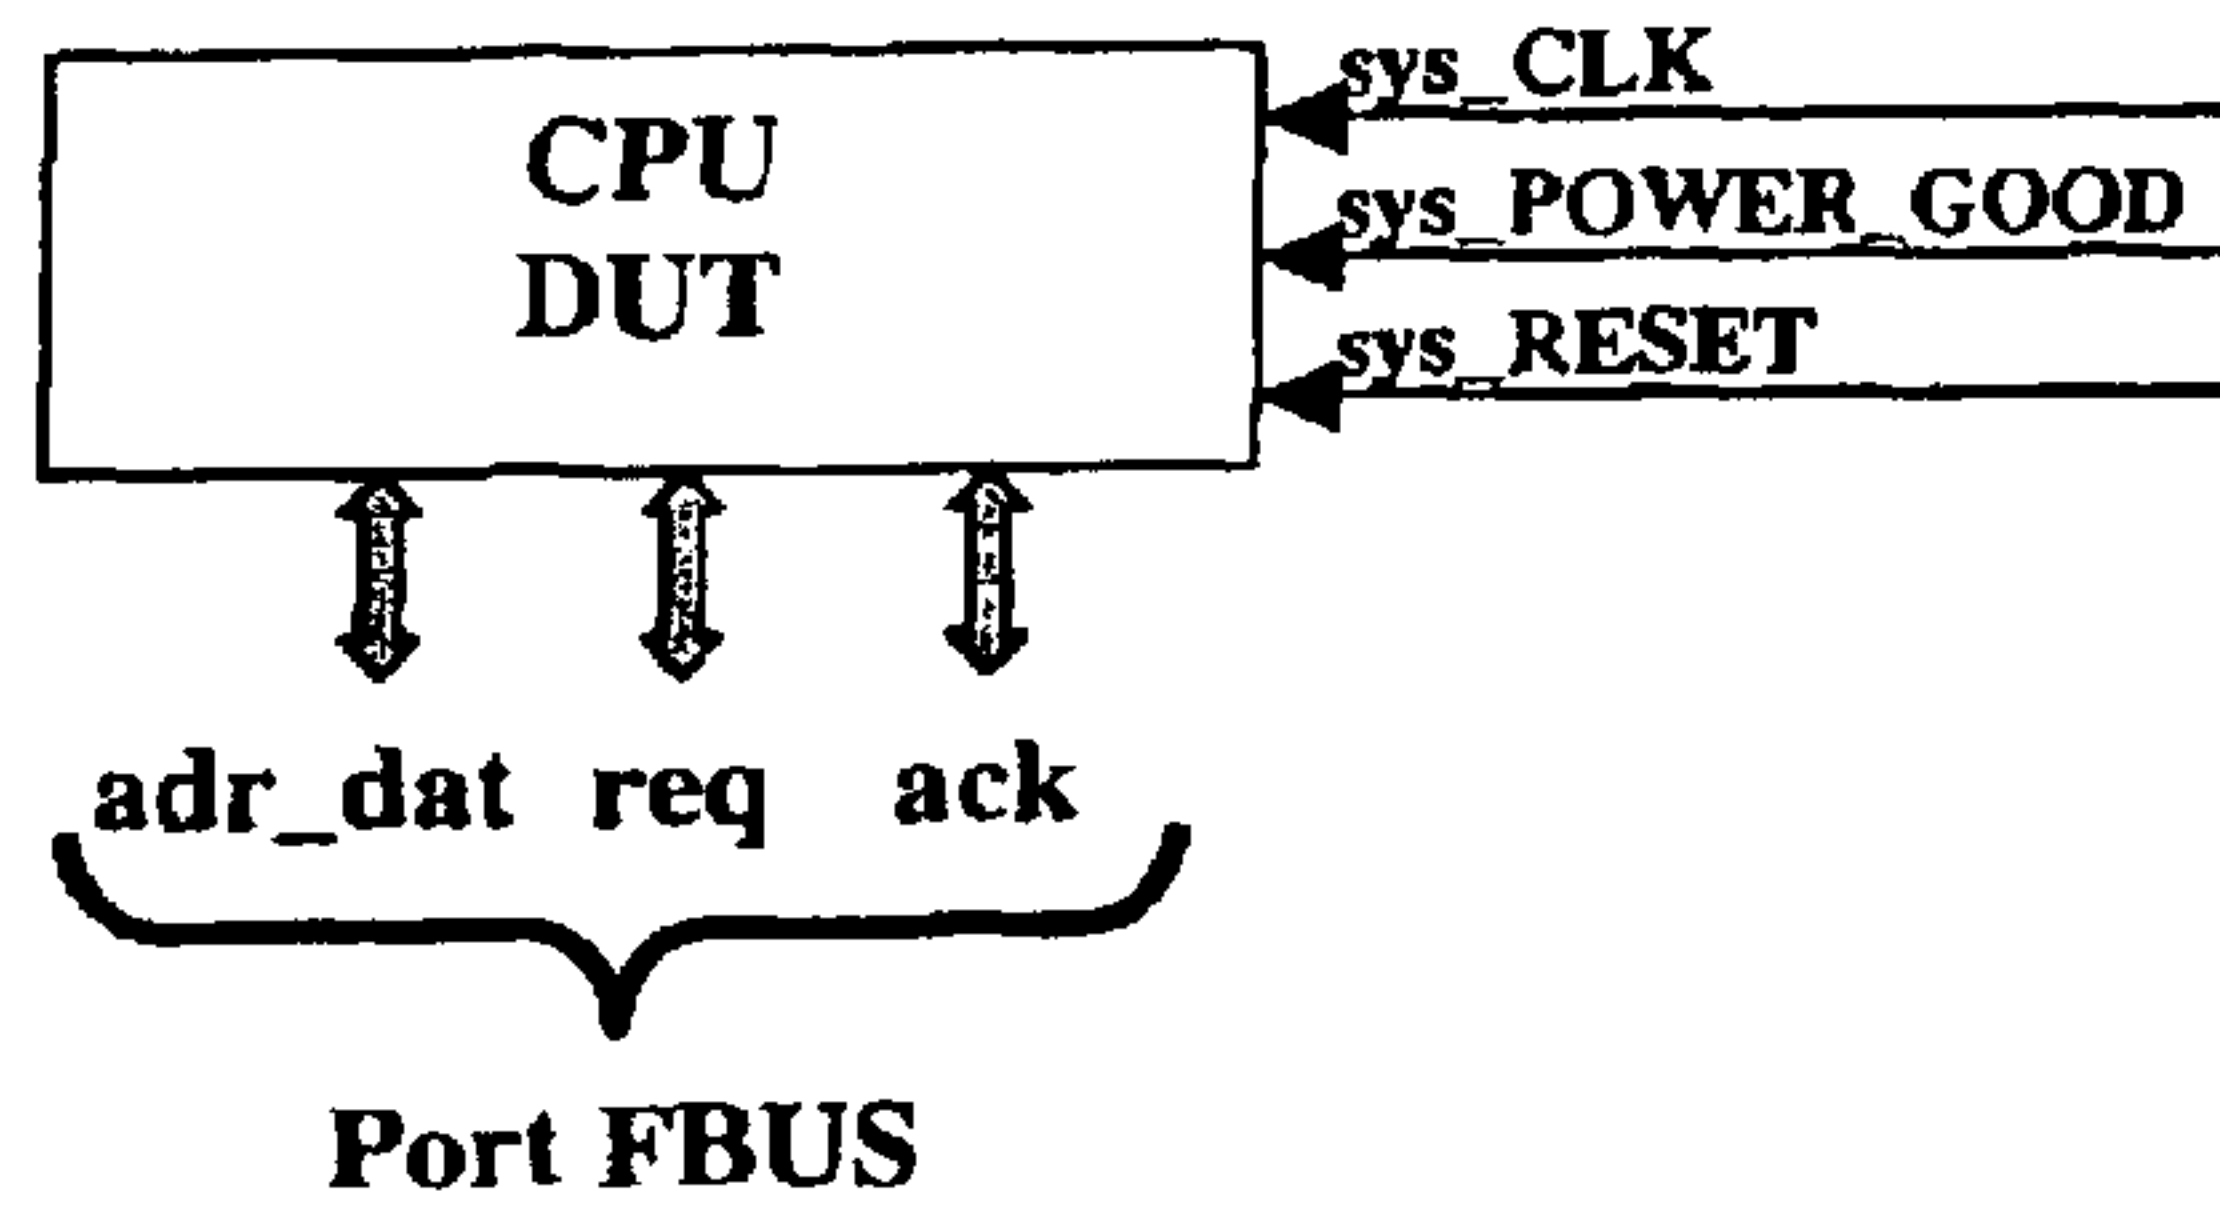 sys_CLK
CPU
sys_POWER_GOOD
DUT
sys_RESET
adr_dat req ack
Port FBUS